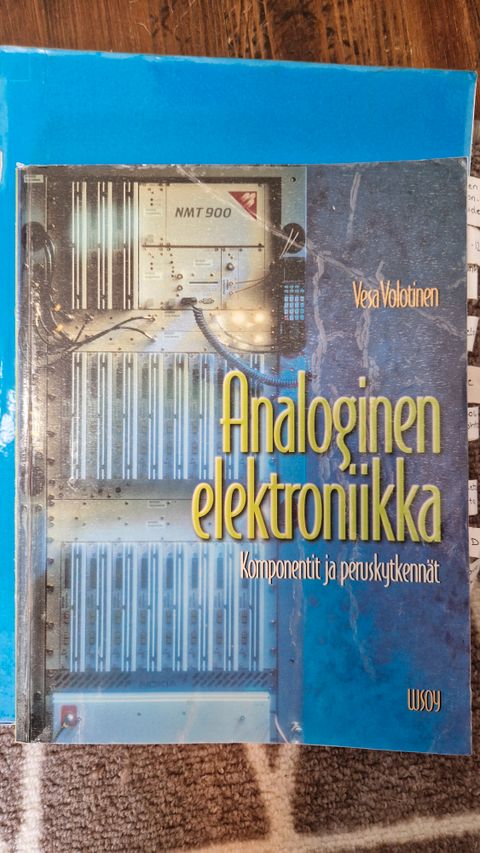 NMT 900
Vesa Volotinen
Analoginen
elektroniikka
Komponentit ja peruskytkennät
WSOY